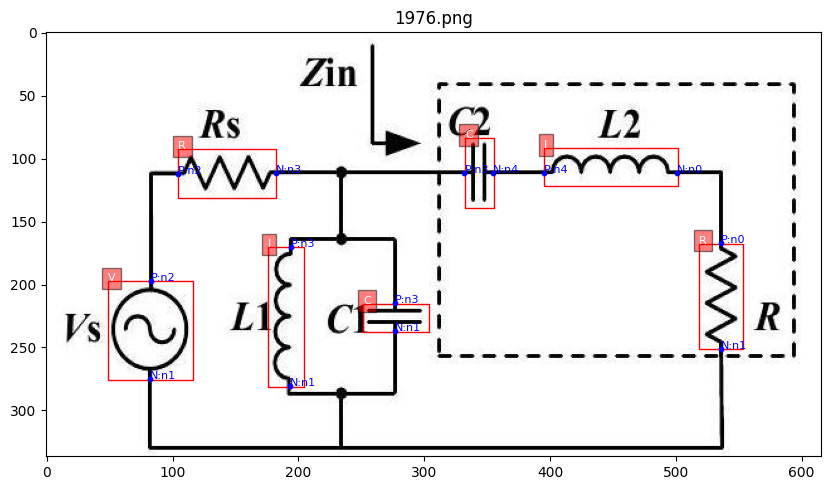 1976.png
0
50
100
150
200
250
300
0
100
200
300
400
500
600
Zin
Rs
C2
L2
R
P:n2
N:n3
C
P:n3
N:n4
L
P:n4
N:n0
V
P:n2
Vs
N:n1
L
P:n3
L1
N:n1
C
P:n3
C1
N:n1
R
P:n0
R
N:n1